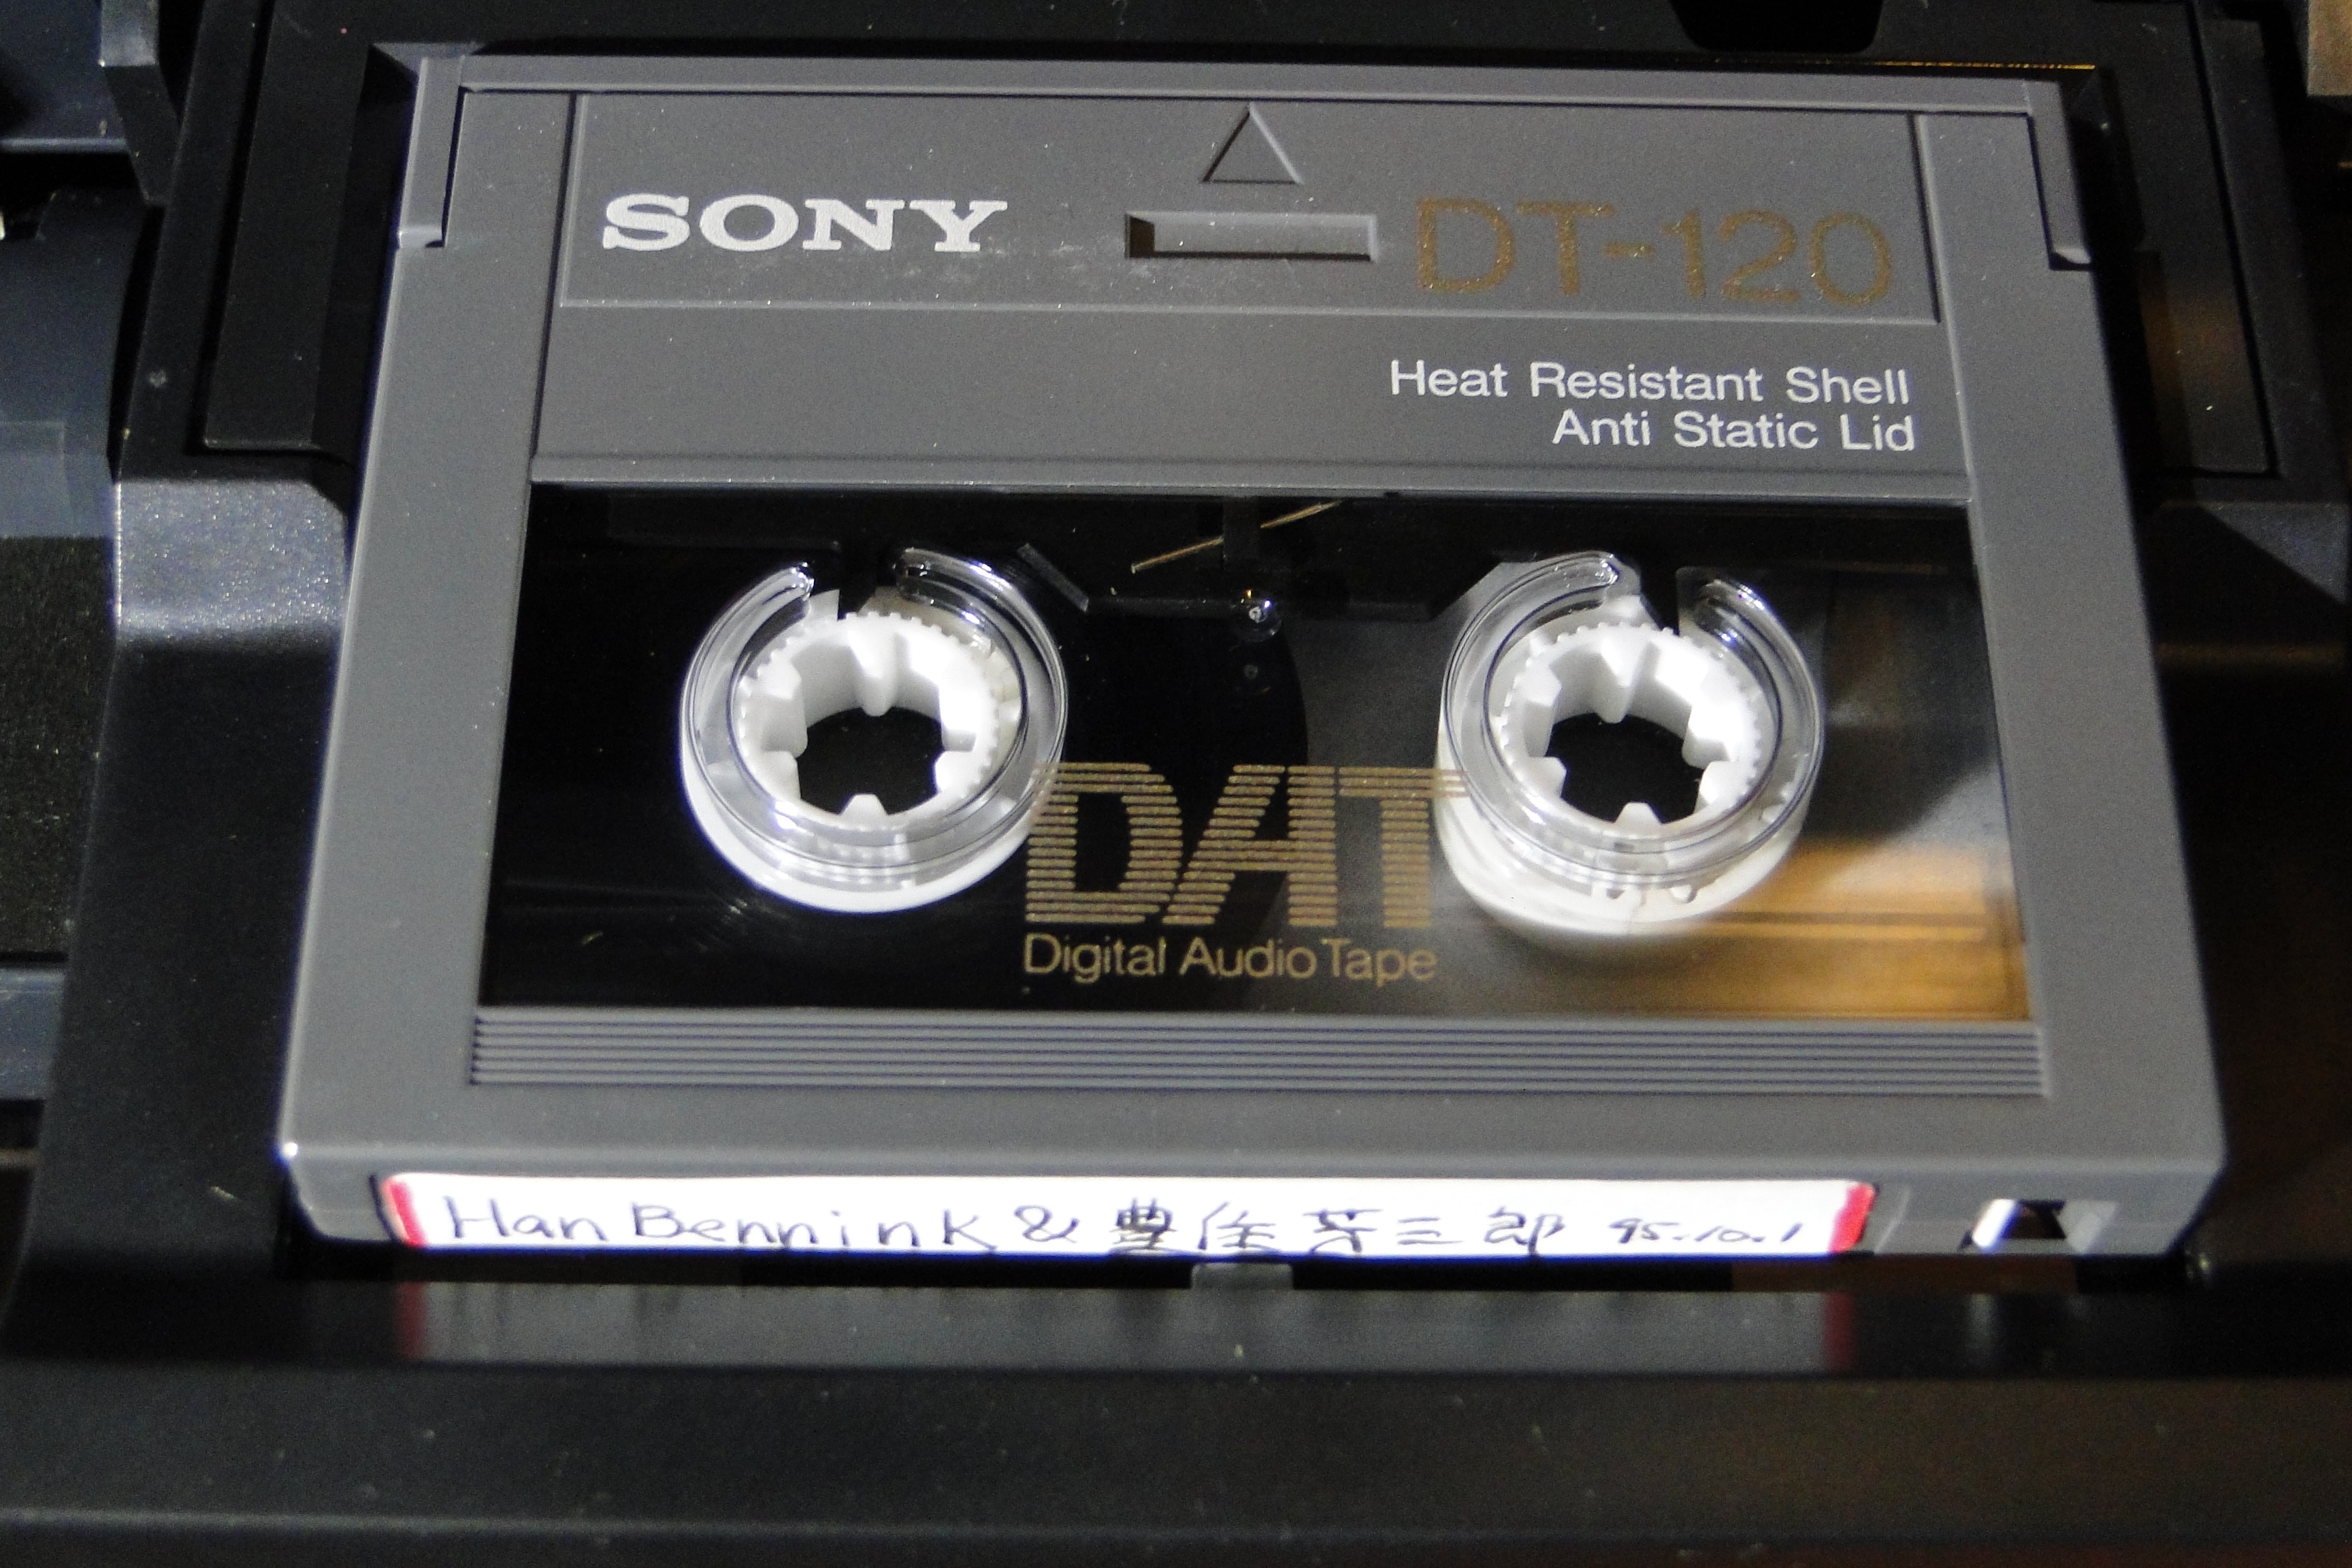 SONY
DT-120
Heat Resistant Shell
Anti Static Lid
DAT
Digital Audio Tape
Han Bennink & 豊住芳三郎 95.10.1